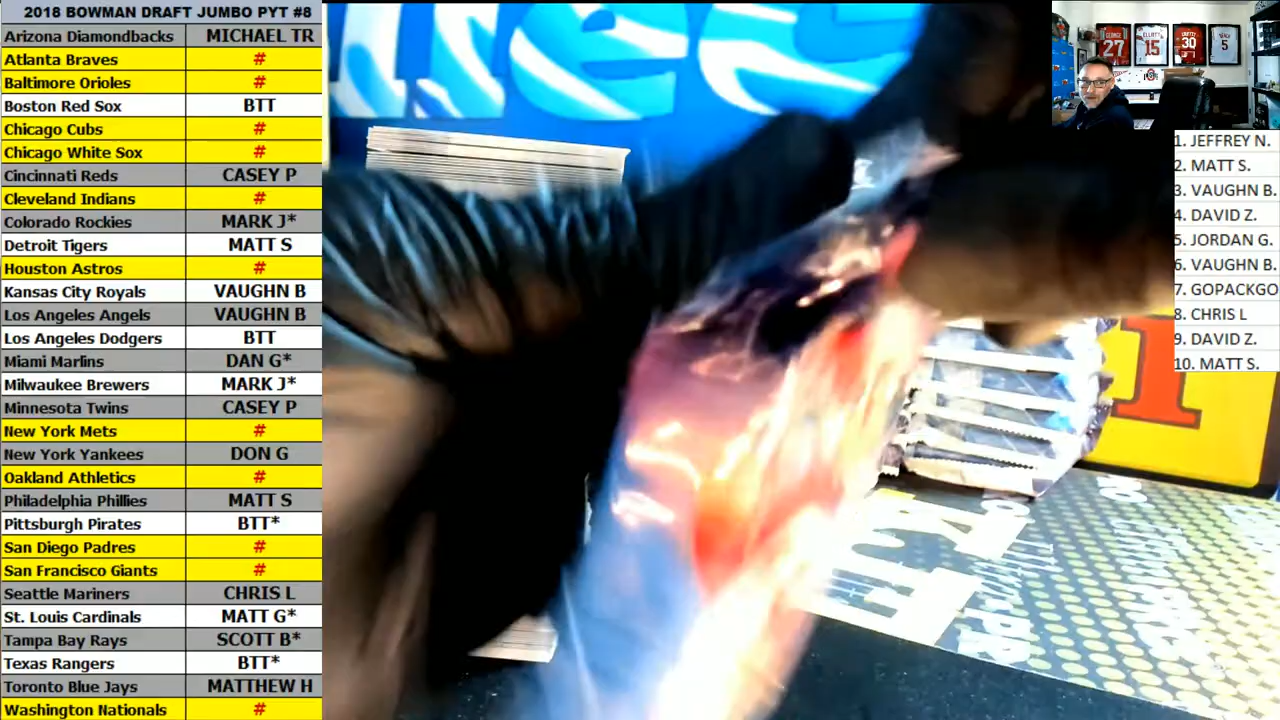 2018 BOWMAN DRAFT JUMBO PYT #8
Arizona Diamondbacks MICHAEL TR
Atlanta Braves #
Baltimore Orioles #
Boston Red Sox BTT
Chicago Cubs #
Chicago White Sox #
Cincinnati Reds CASEY P
Cleveland Indians #
Colorado Rockies MARK J*
Detroit Tigers MATT S
Houston Astros #
Kansas City Royals VAUGHN B
Los Angeles Angels VAUGHN B
Los Angeles Dodgers BTT
Miami Marlins DAN G*
Milwaukee Brewers MARK J*
Minnesota Twins CASEY P
New York Mets #
New York Yankees DON G
Oakland Athletics #
Philadelphia Phillies MATT S
Pittsburgh Pirates BTT*
San Diego Padres #
San Francisco Giants #
Seattle Mariners CHRIS L
St. Louis Cardinals MATT G*
Tampa Bay Rays SCOTT B*
Texas Rangers BTT*
Toronto Blue Jays MATTHEW H
Washington Nationals #
27
15
30
5
1. JEFFREY N.
2. MATT S.
3. VAUGHN B.
4. DAVID Z.
5. JORDAN G.
6. VAUGHN B.
7. GOPACKGO
8. CHRIS L
9. DAVID Z.
10. MATT S.